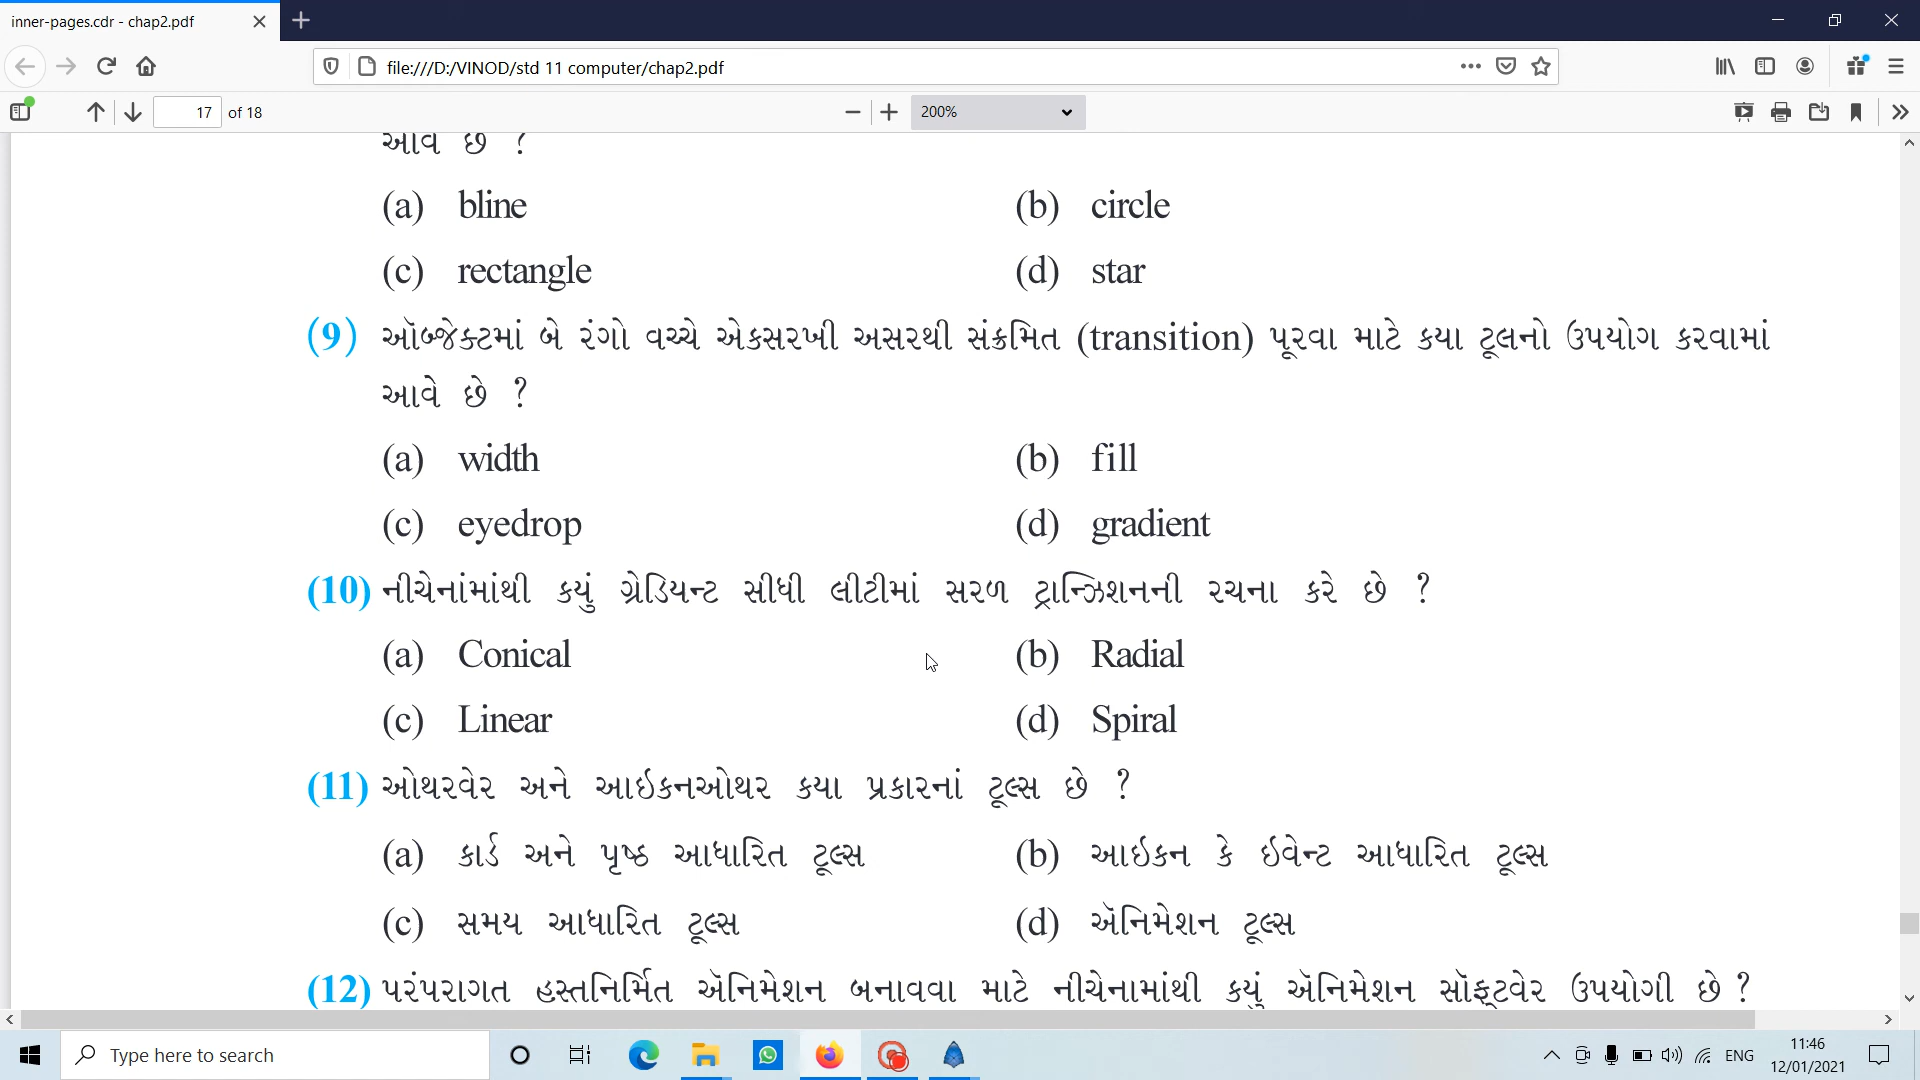 inner-pages.cdr - chap2.pdf
file:///D:/VINOD/std 11 computer/chap2.pdf
17 of 18
200%
આવે છે ?
(a) bline (b) circle
(c) rectangle (d) star
(9) ઑબ્જેક્ટમાં બે રંગો વચ્ચે એકસરખી અસરથી સંક્રમિત (transition) પૂરવા માટે કયા ટૂલનો ઉપયોગ કરવામાં
આવે છે ?
(a) width (b) fill
(c) eyedrop (d) gradient
(10) નીચેનાંમાંથી કયું ગ્રેડિયન્ટ સીધી લીટીમાં સરળ ટ્રાન્ઝિશનની રચના કરે છે ?
(a) Conical (b) Radial
(c) Linear (d) Spiral
(11) ઓથરવેર અને આઇકનઓથર કયા પ્રકારનાં ટૂલ્સ છે ?
(a) કાર્ડ અને પૃષ્ઠ આધારિત ટૂલ્સ (b) આઇકન કે ઇવેન્ટ આધારિત ટૂલ્સ
(c) સમય આધારિત ટૂલ્સ (d) ઍનિમેશન ટૂલ્સ
(12) પરંપરાગત હસ્તનિર્મિત ઍનિમેશન બનાવવા માટે નીચેનામાંથી કયું ઍનિમેશન સૉફ્ટવેર ઉપયોગી છે ?
Type here to search
ENG
11:46
12/01/2021